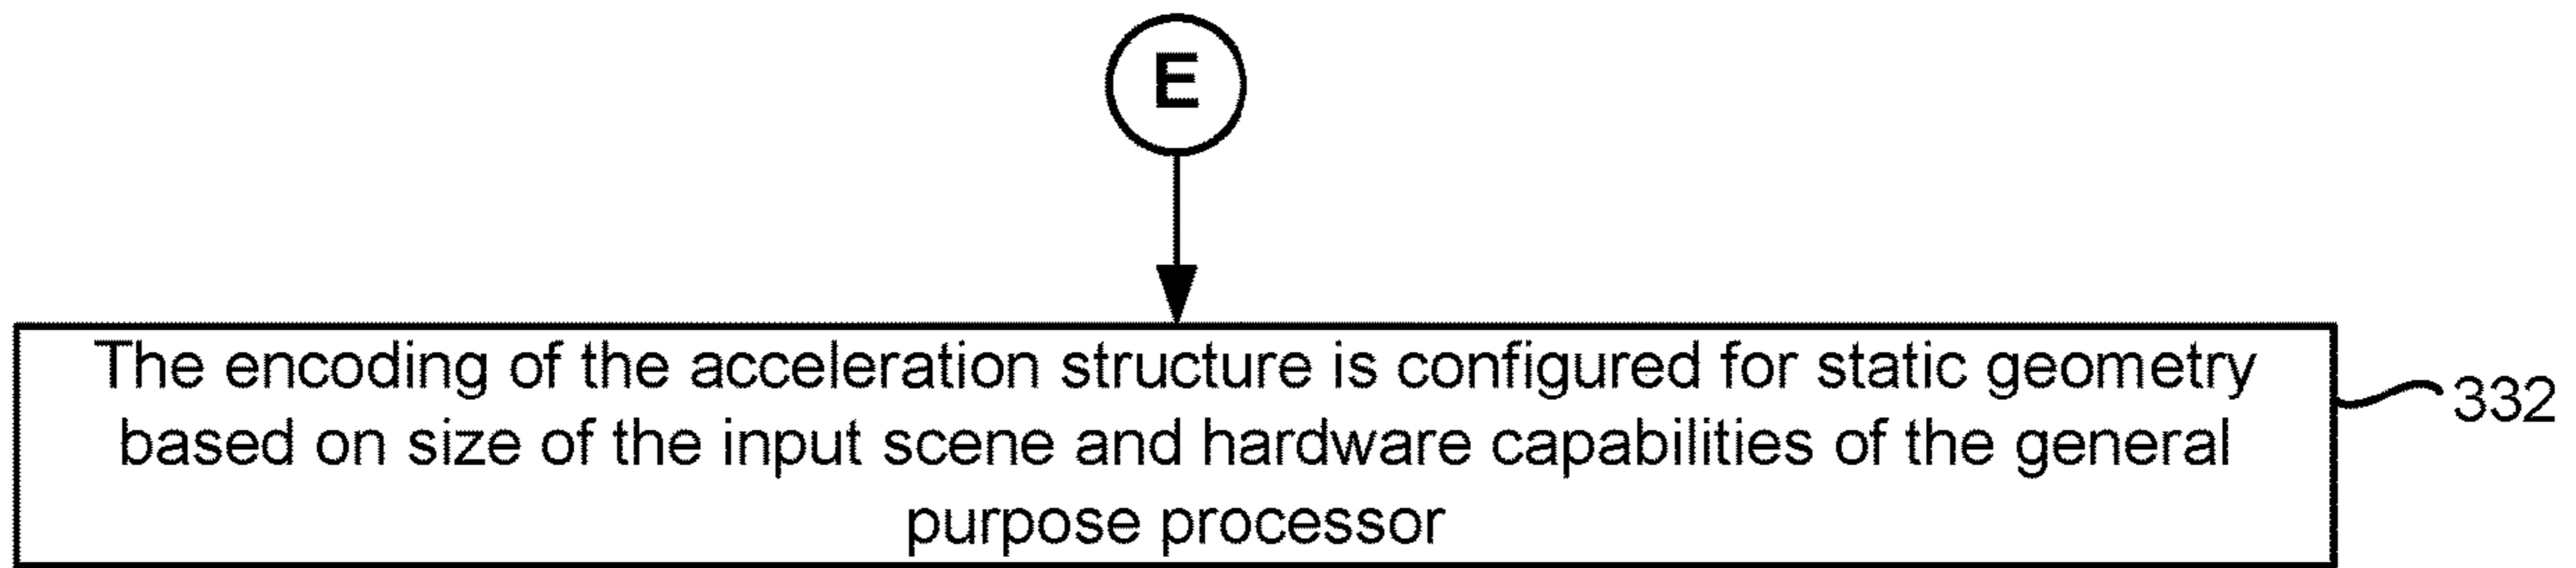 E
The encoding of the acceleration structure is configured for static geometry
based on size of the input scene and hardware capabilities of the general
purpose processor
332